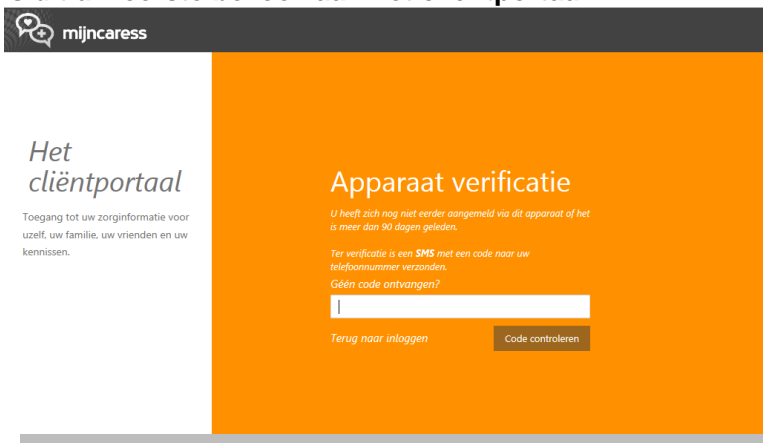 mijncaress
Het
cliëntportaal
Toegang tot uw zorginformatie voor
uzelf, uw familie, uw vrienden en uw
kennissen.
Apparaat verificatie
U heeft zich nog niet eerder aangemeld via dit apparaat of het
is meer dan 90 dagen geleden.
Ter verificatie is een SMS met een code naar uw
telefoonnummer verzonden.
Géén code ontvangen?
Terug naar inloggen
Code controleren